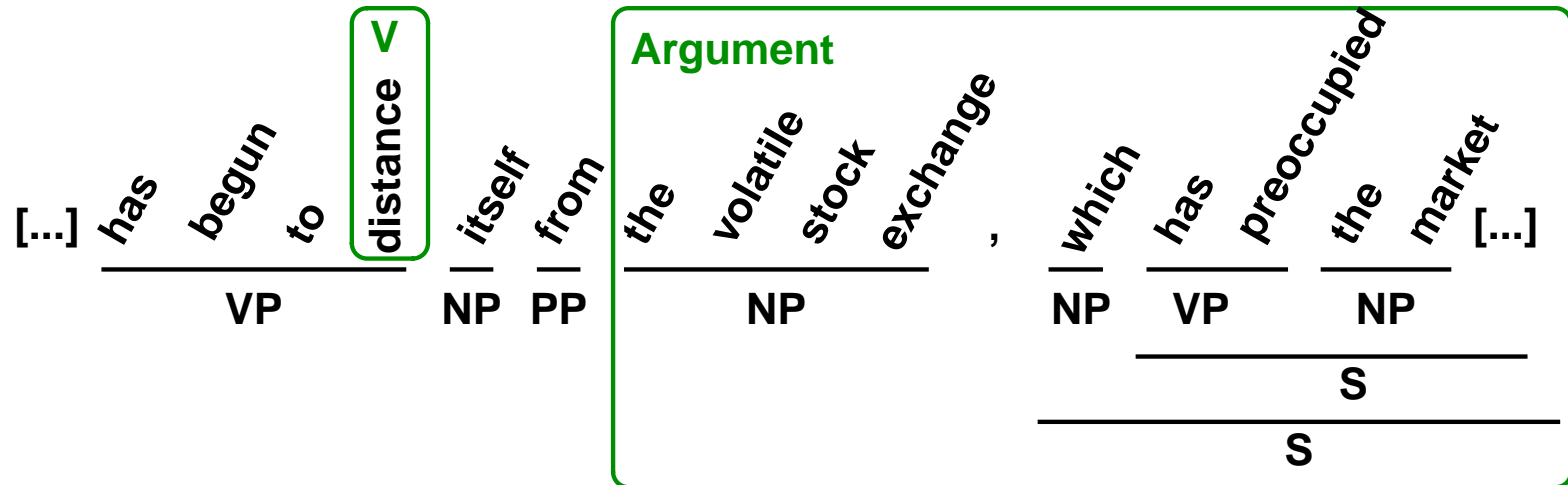 V
Argument
[...] has begun to distance itself from the volatile stock exchange , which has preoccupied the market [...]
VP NP PP NP NP VP NP
S
S